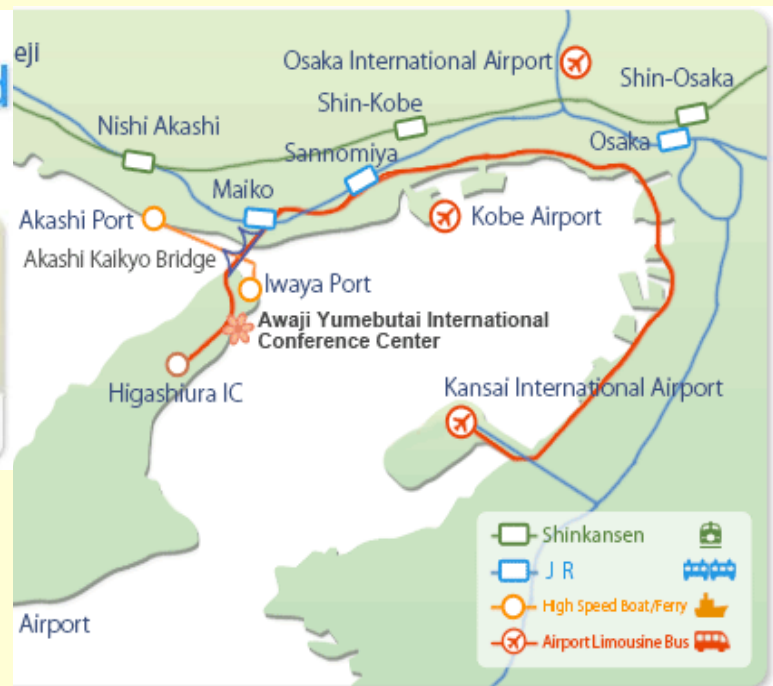 eji
Osaka International Airport
Shin-Osaka
Shin-Kobe
Nishi Akashi
Osaka
Sannomiya
Maiko
Akashi Port
Kobe Airport
Akashi Kaikyo Bridge
Iwaya Port
Awaji Yumebutai International
Conference Center
Higashiura IC
Kansai International Airport
Shinkansen
J R
High Speed Boat/Ferry
Airport Limousine Bus
Airport